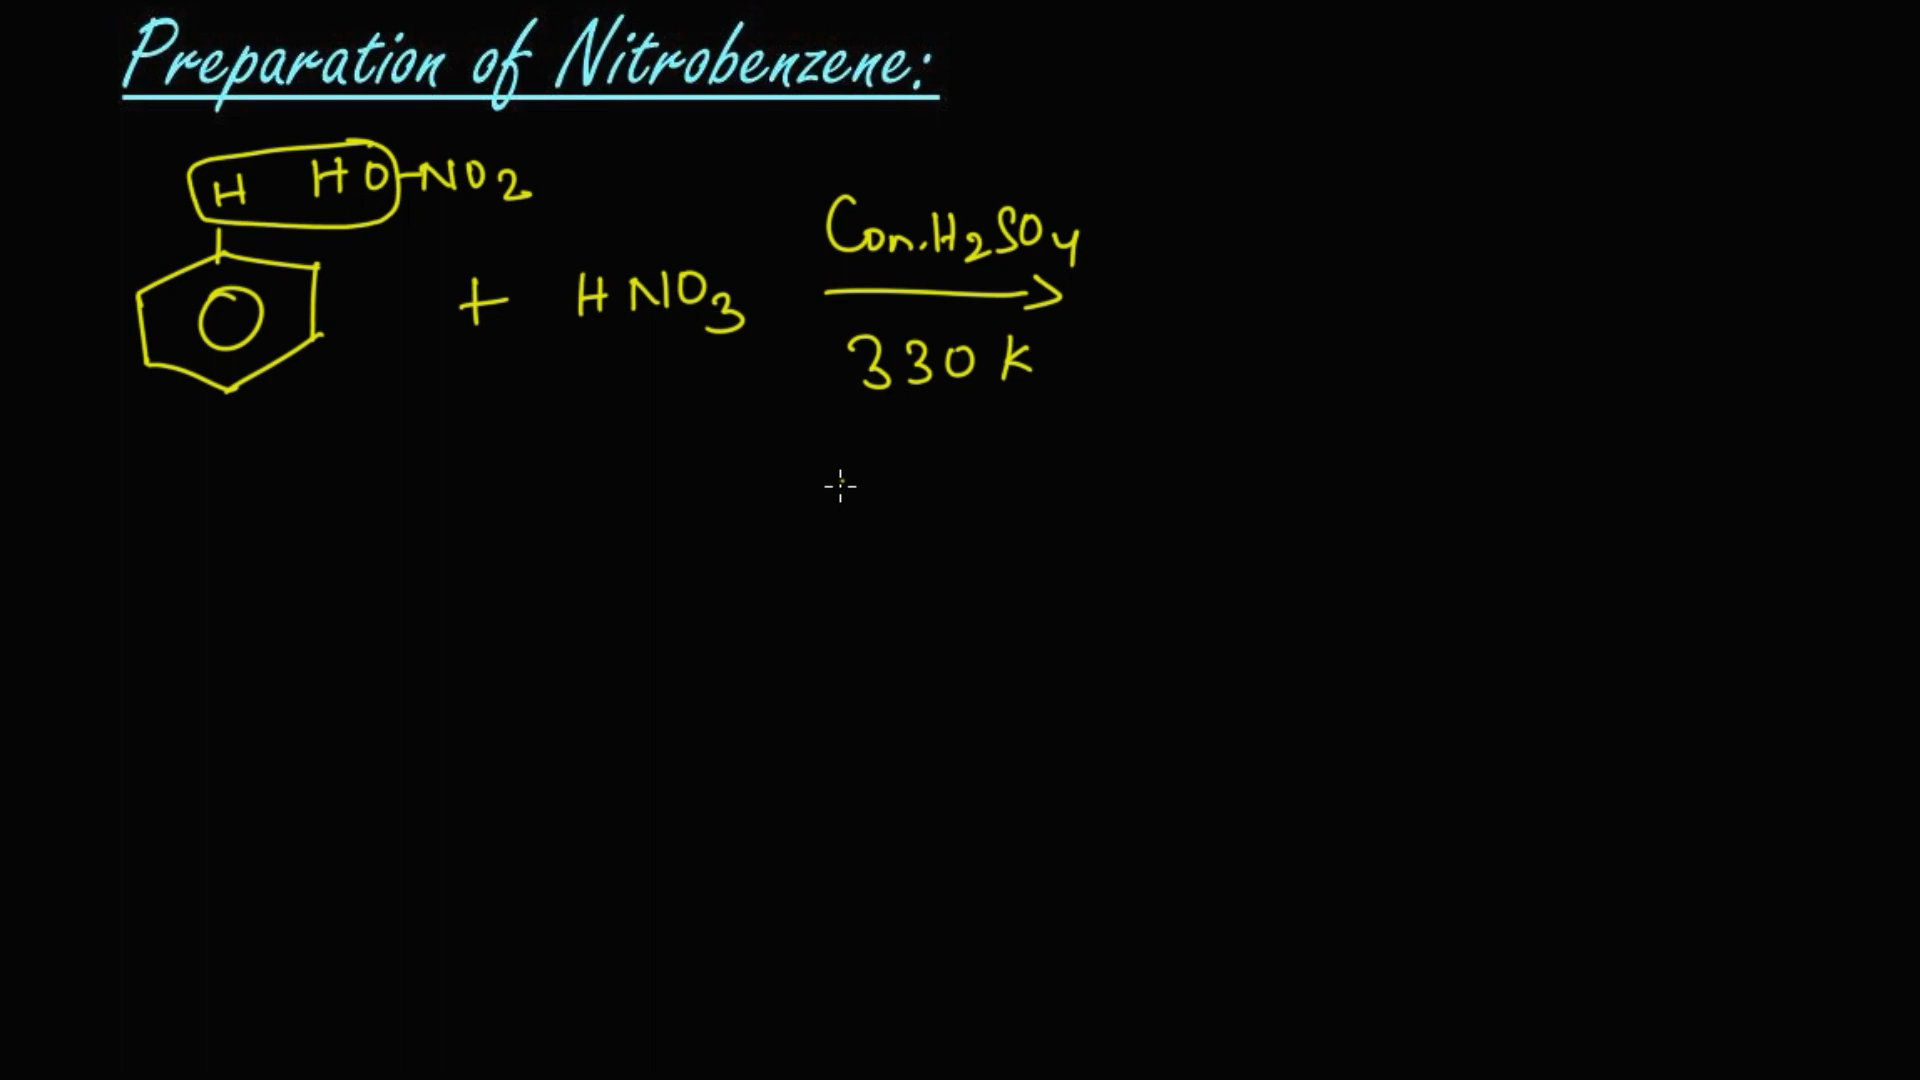 Preparation of Nitrobenzene:
H HO-NO2
Con.H2SO4
+ HNO3
330 K